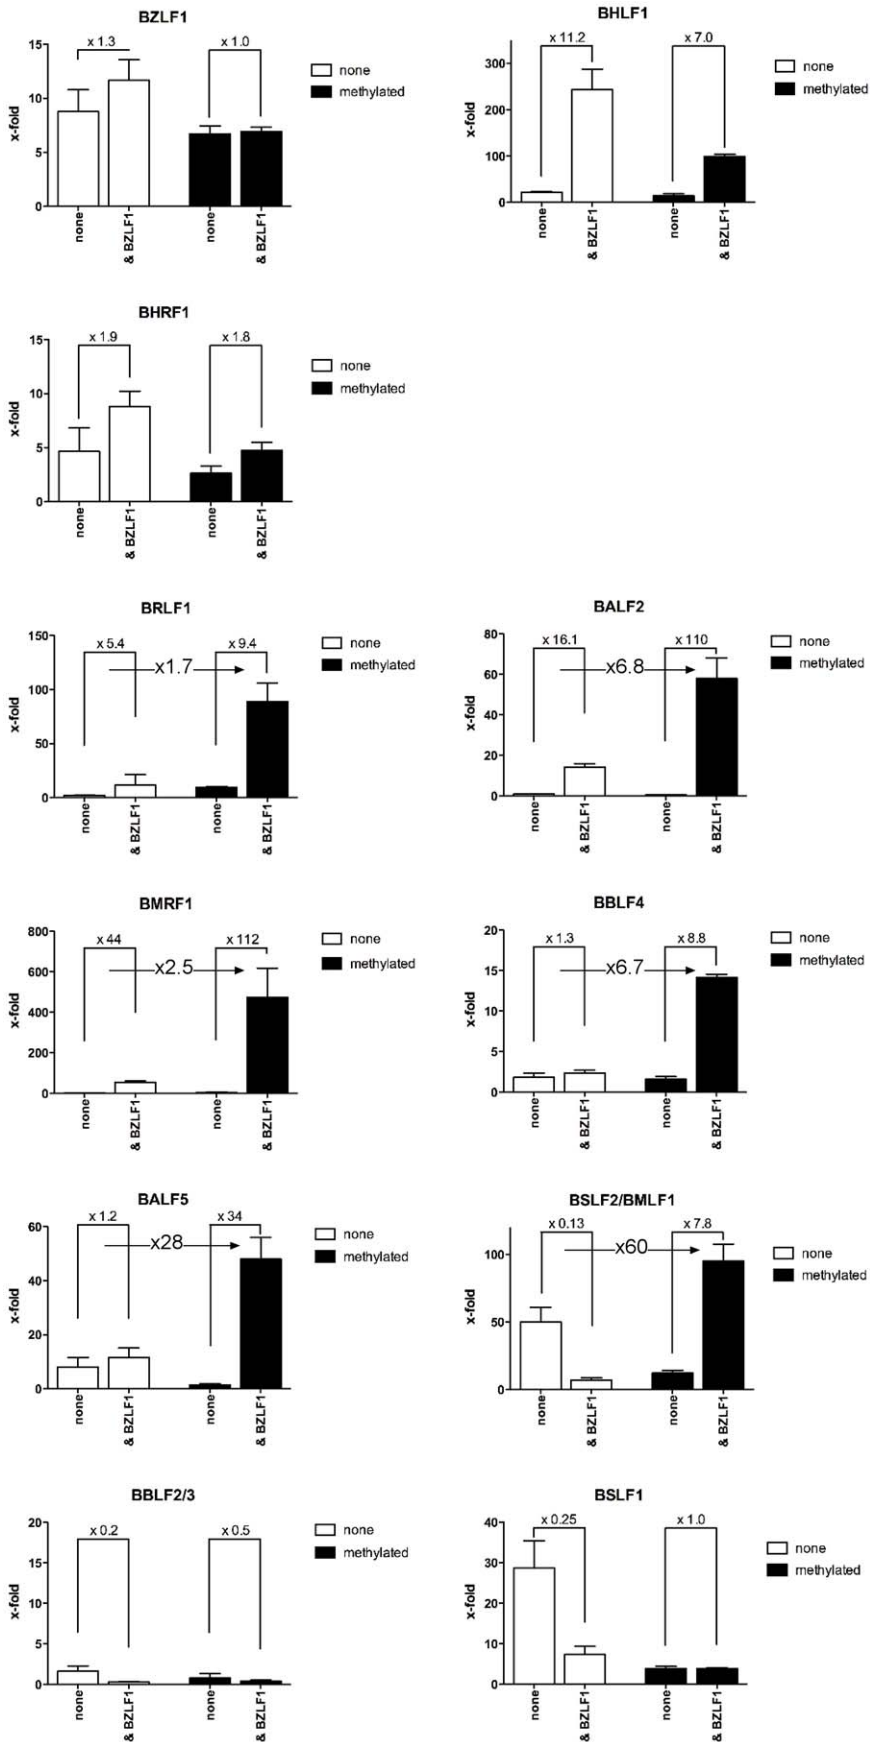 BZLF1
x-fold
15
10
5
0
x 1.3
x 1.0
none
& BZLF1
none
& BZLF1
none
methylated
BHLF1
x-fold
300
200
100
0
x 11.2
x 7.0
none
& BZLF1
none
& BZLF1
none
methylated
BHRF1
x-fold
15
10
5
0
x 1.9
x 1.8
none
& BZLF1
none
& BZLF1
none
methylated
BRLF1
x-fold
150
100
50
0
x 5.4
x 9.4
x1.7
none
& BZLF1
none
& BZLF1
none
methylated
BALF2
x-fold
80
60
40
20
0
x 16.1
x 110
x6.8
none
& BZLF1
none
& BZLF1
none
methylated
BMRF1
x-fold
800
600
400
200
0
x 44
x 112
x2.5
none
& BZLF1
none
& BZLF1
none
methylated
BBLF4
x-fold
20
15
10
5
0
x 1.3
x 8.8
x6.7
none
& BZLF1
none
& BZLF1
none
methylated
BALF5
x-fold
60
40
20
0
x 1.2
x 34
x28
none
& BZLF1
none
& BZLF1
none
methylated
BSLF2/BMLF1
x-fold
100
50
0
x 0.13
x 7.8
x60
none
& BZLF1
none
& BZLF1
none
methylated
BBLF2/3
x-fold
20
15
10
5
0
x 0.2
x 0.5
none
& BZLF1
none
& BZLF1
none
methylated
BSLF1
x-fold
40
30
20
10
0
x 0.25
x 1.0
none
& BZLF1
none
& BZLF1
none
methylated